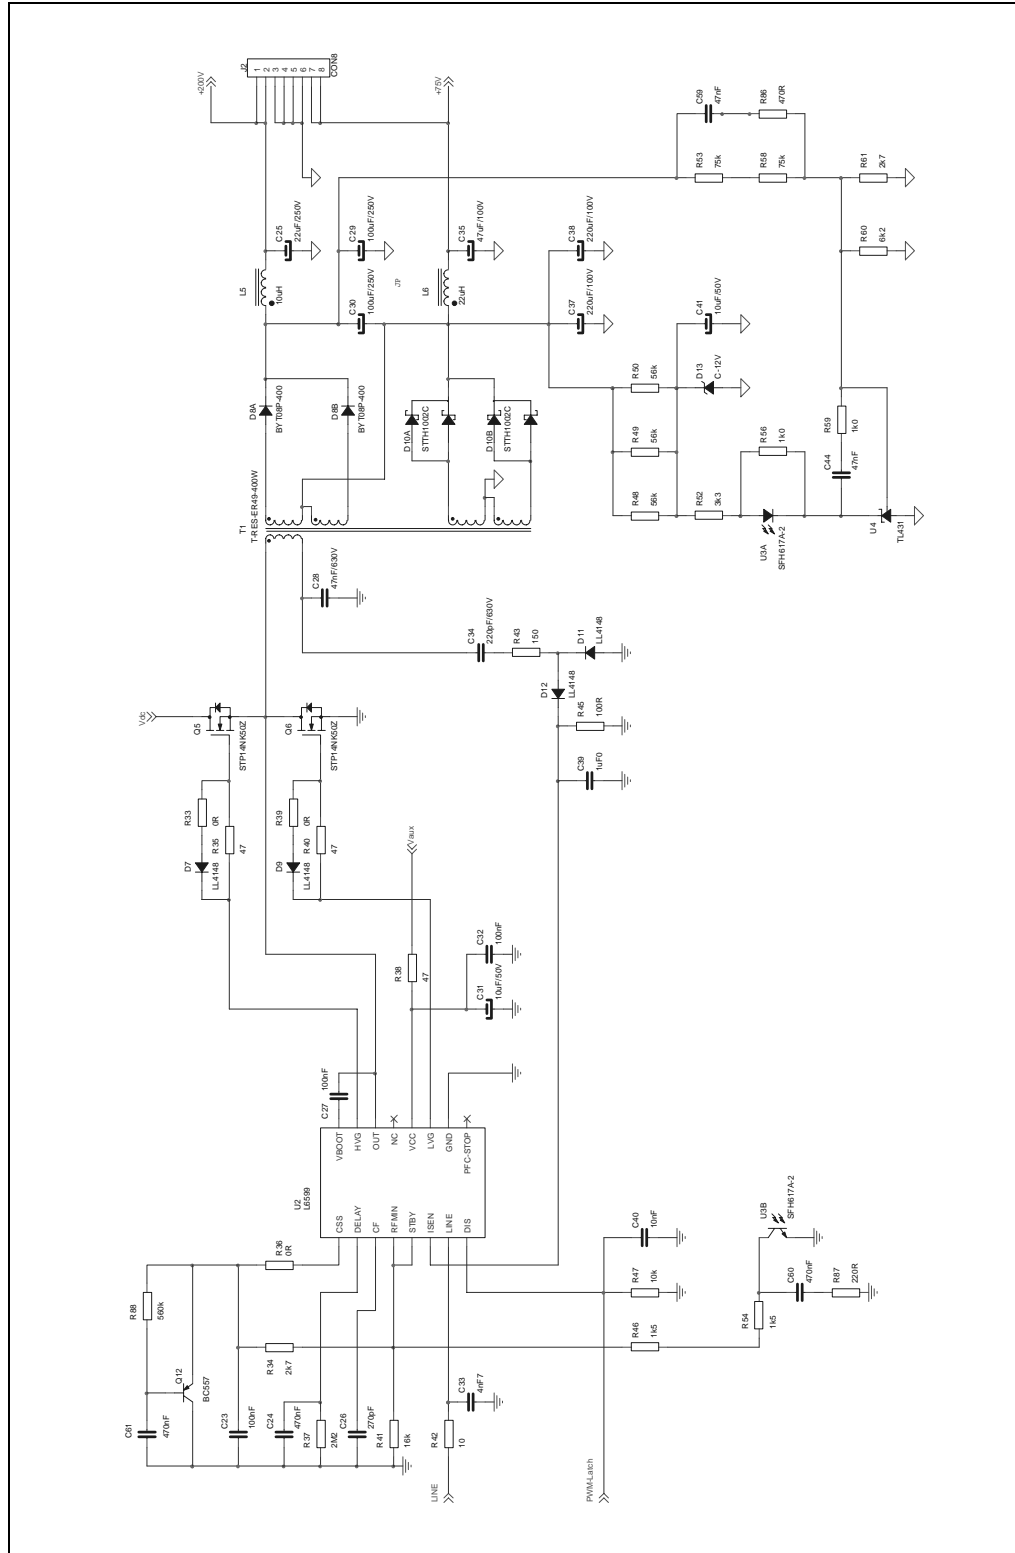 +200V
J2
1
2
3
4
5
6
7
8
CON8
+75V
C59
47nF
R86
470R
R53
75k
R58
75k
R61
2k7
C25
22uF/250V
C29
100uF/250V
C35
47uF/100V
C38
220uF/100V
R60
6k2
L5
10uH
JP
L6
22uH
C30
100uF/250V
C37
220uF/100V
C41
10uF/50V
D8A
BYT08P-400
D8B
BYT08P-400
D10A
STTH1002C
D10B
STTH1002C
R50
56k
D13
C-12V
R49
56k
R56
1k0
R59
1k0
C44
47nF
T1
T-RES-ER49-400W
R48
56k
R52
3k3
U3A
SFH617A-2
U4
TL431
C28
47nF/630V
C34
220pF/630V
R43
150
D11
LL4148
D12
LL4148
R45
100R
C39
1uF0
Vdc
Q5
STP14NK50Z
Q6
STP14NK50Z
R33
0R
R35
47
D7
LL4148
R39
0R
R40
47
D9
LL4148
Vaux
R38
47
C32
100nF
C31
10uF/50V
C27
100nF
U2
L6599
VBOOT
HVG
OUT
NC
VCC
LVG
GND
PFC-STOP
CSS
DELAY
CF
RFMIN
STBY
ISEN
LINE
DIS
C40
10nF
U3B
SFH617A-2
R36
0R
R88
560k
R47
10k
C60
470nF
R87
220R
R54
1k5
R34
2k7
R46
1k5
Q12
BC557
C33
4nF7
C61
470nF
C23
100nF
C24
470nF
R37
2M2
C26
270pF
R41
16k
R42
10
LINE
PWM-Latch